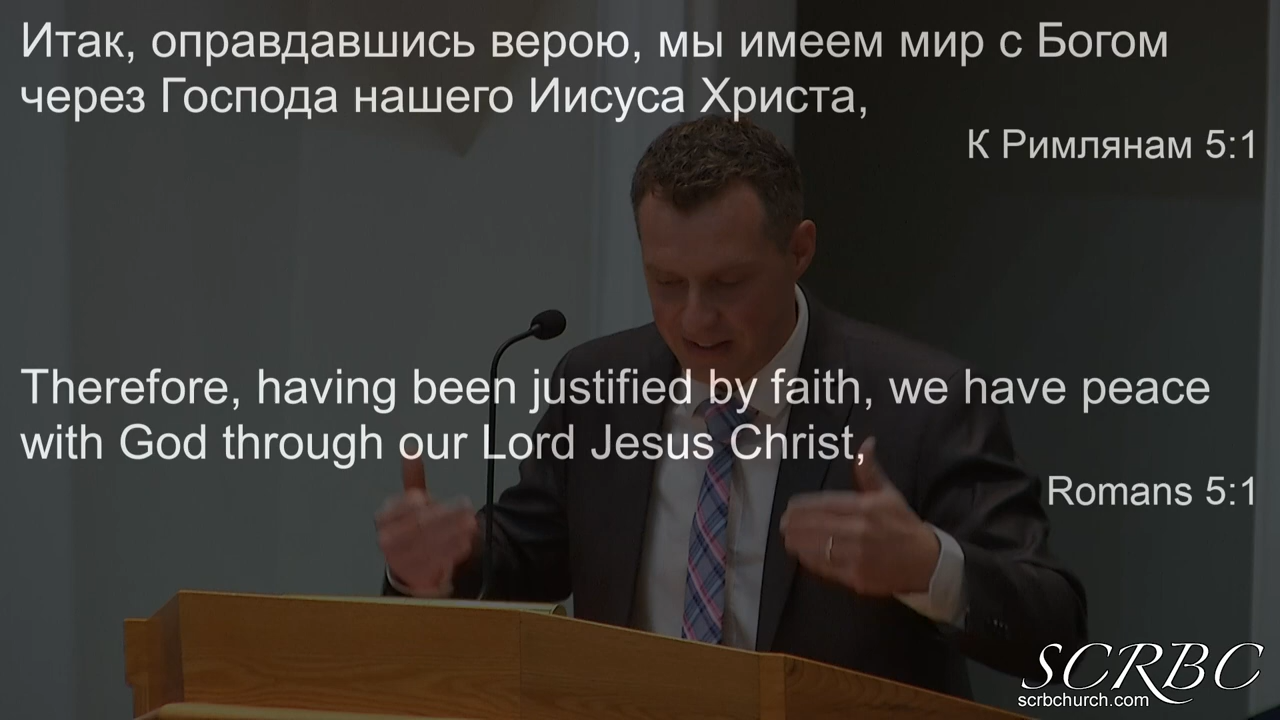 Итак, оправдавшись верою, мы имеем мир с Богом
через Господа нашего Иисуса Христа,
К Римлянам 5:1
Therefore, having been justified by faith, we have peace
with God through our Lord Jesus Christ,
Romans 5:1
SCRBC
scrbchurch.com